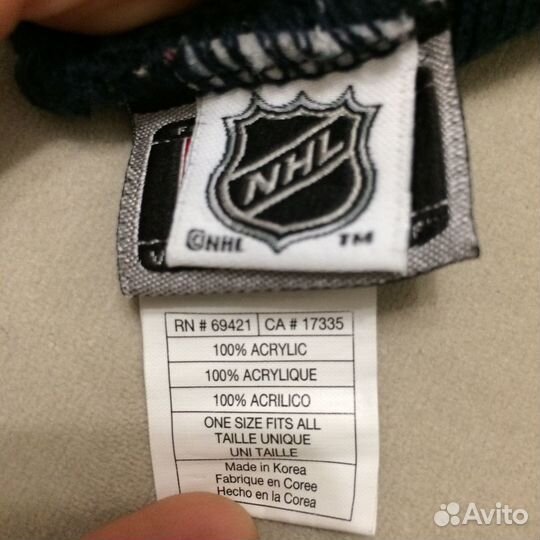 NHL
©NHL TM
RN # 69421 CA # 17335
100% ACRYLIC
100% ACRYLIQUE
100% ACRILICO
ONE SIZE FITS ALL
TAILLE UNIQUE
UNI TAILLE
Made in Korea
Fabrique en Coree
Hecho en la Corea
Avito